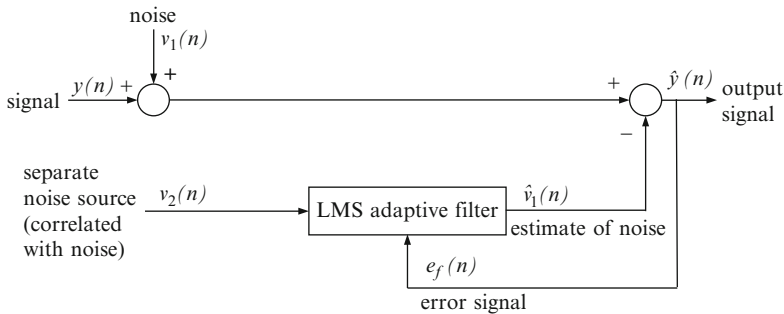 noise
v₁(n)
+
signal
y(n)
+
+
ŷ(n)
output
signal
−
separate
noise source
(correlated
with noise)
v₂(n)
LMS adaptive filter
v̂₁(n)
estimate of noise
e_f(n)
error signal